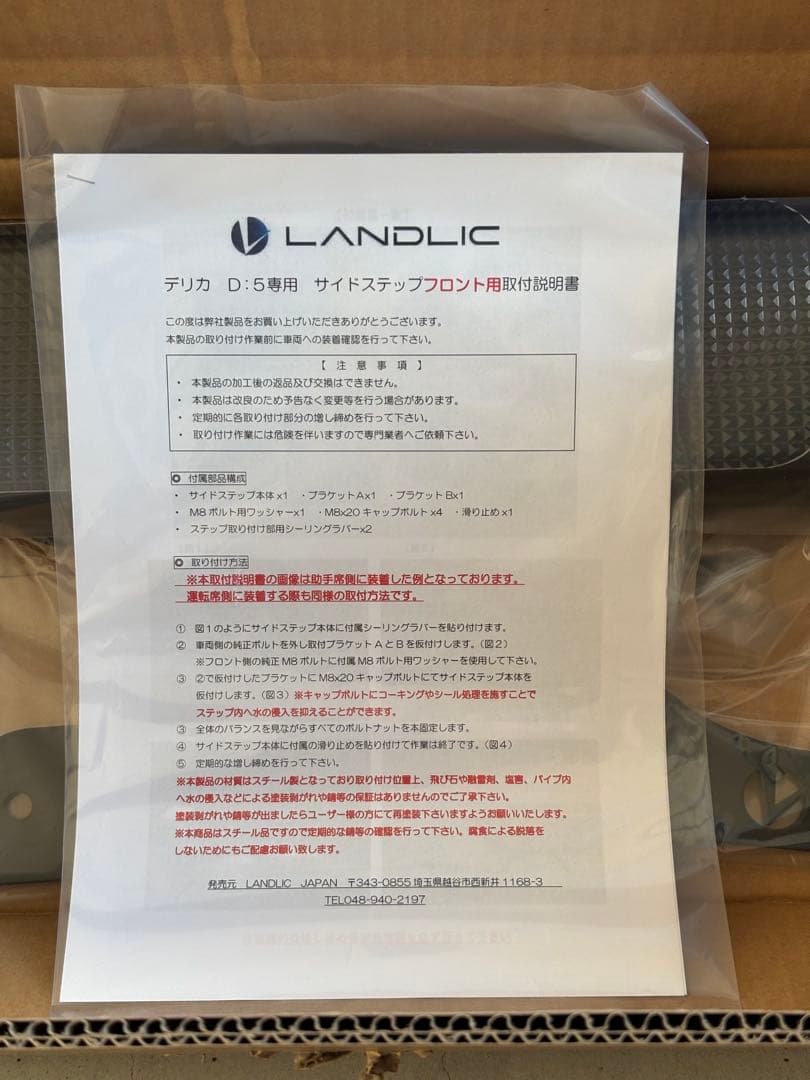 LANDLIC
デリカ D:5専用 サイドステップフロント用取付説明書
この度は弊社製品をお買い上げいただきありがとうございます。
本製品の取り付け作業前に車両への装着確認を行って下さい。
【 注 意 事 項 】
・ 本製品の加工後の返品及び交換はできません。
・ 本製品は改良のため予告なく変更等を行う場合があります。
・ 定期的に各取り付け部分の増し締めを行って下さい。
・ 取り付け作業には危険を伴いますので専門業者へご依頼下さい。
◎ 付属部品構成
・ サイドステップ本体x1 ・ブラケットAx1 ・ブラケットBx1
・ M8ボルト用ワッシャーx1 ・M8x20キャップボルトx4 ・滑り止めx1
・ ステップ取り付け部用シーリングラバーx2
◎ 取り付け方法
※本取付説明書の画像は助手席側に装着した例となっております。
運転席側に装着する際も同様の取付方法です。
① 図1のようにサイドステップ本体に付属シーリングラバーを貼り付けます。
② 車両側の純正ボルトを外し取付ブラケットAとBを仮付けします。(図2)
※フロント側の純正M8ボルトに付属M8ボルト用ワッシャーを使用して下さい。
③ ②で仮付けしたブラケットにM8x20キャップボルトにてサイドステップ本体を
仮付けします。(図3) ※キャップボルトにコーキングやシール処理を施すことで
ステップ内へ水の侵入を抑えることができます。
③ 全体のバランスを見ながらすべてのボルトナットを本固定します。
④ サイドステップ本体に付属の滑り止めを貼り付けて作業は終了です。(図4)
⑤ 定期的な増し締めを行って下さい。
※本製品の材質はスチール製となっており取り付け位置上、飛び石や融雪剤、塩害、パイプ内
へ水の侵入などによる塗装剥がれや錆等の保証はありませんのでご了承下さい。
塗装剥がれや錆等が出ましたらユーザー様の方にて再塗装下さいますようお願いいたします。
※本商品はスチール品ですので定期的な錆等の確認を行って下さい。腐食による脱落を
しないためにもご配慮お願い致します。
発売元 LANDLIC JAPAN 〒343-0855 埼玉県越谷市西新井1168-3
TEL048-940-2197